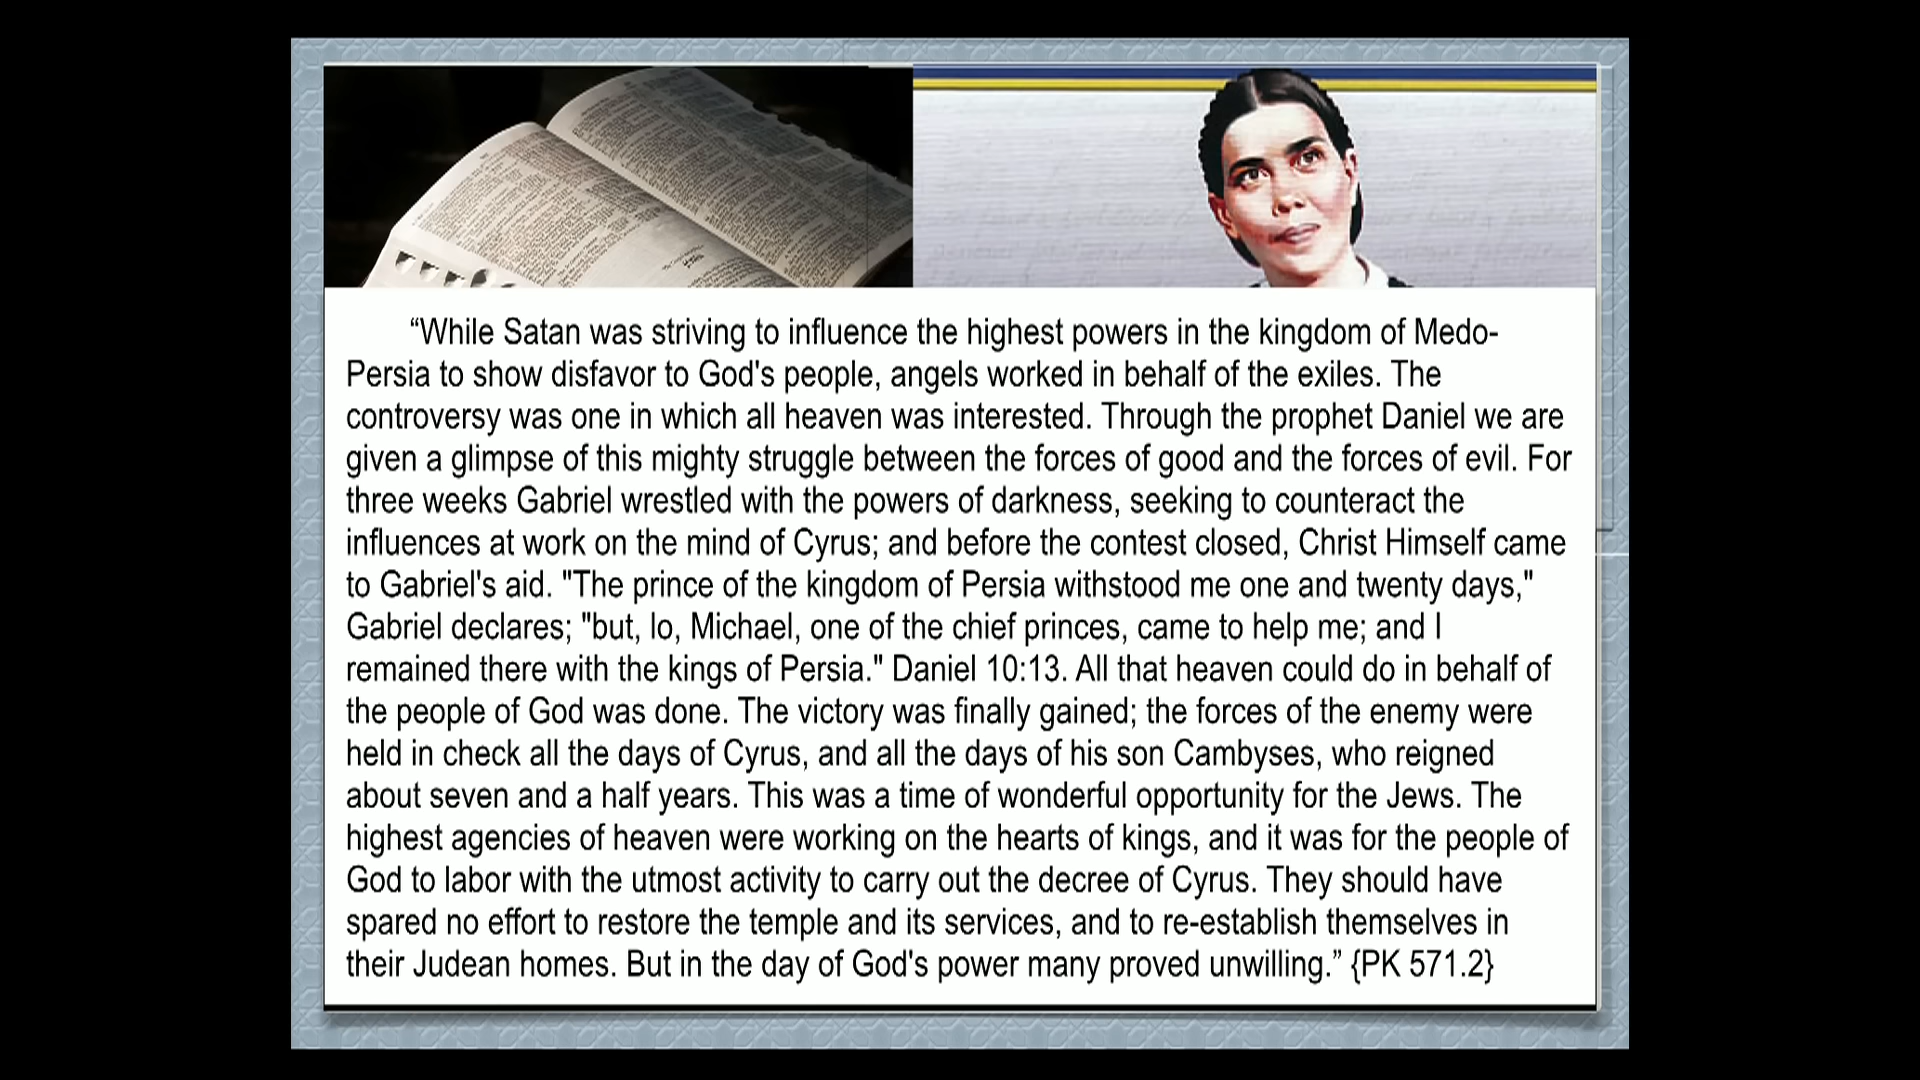 “While Satan was striving to influence the highest powers in the kingdom of Medo-
Persia to show disfavor to God's people, angels worked in behalf of the exiles. The
controversy was one in which all heaven was interested. Through the prophet Daniel we are
given a glimpse of this mighty struggle between the forces of good and the forces of evil. For
three weeks Gabriel wrestled with the powers of darkness, seeking to counteract the
influences at work on the mind of Cyrus; and before the contest closed, Christ Himself came
to Gabriel's aid. "The prince of the kingdom of Persia withstood me one and twenty days,"
Gabriel declares; "but, lo, Michael, one of the chief princes, came to help me; and I
remained there with the kings of Persia." Daniel 10:13. All that heaven could do in behalf of
the people of God was done. The victory was finally gained; the forces of the enemy were
held in check all the days of Cyrus, and all the days of his son Cambyses, who reigned
about seven and a half years. This was a time of wonderful opportunity for the Jews. The
highest agencies of heaven were working on the hearts of kings, and it was for the people of
God to labor with the utmost activity to carry out the decree of Cyrus. They should have
spared no effort to restore the temple and its services, and to re-establish themselves in
their Judean homes. But in the day of God's power many proved unwilling.” {PK 571.2}